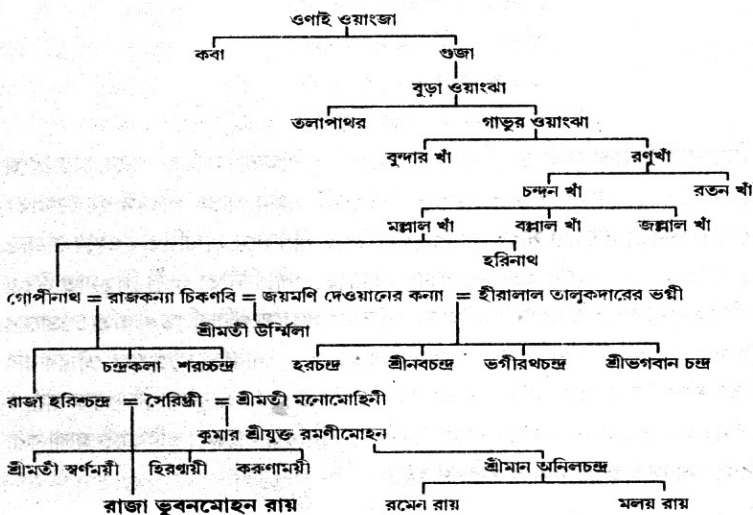 ওণাই ওয়াংজা
কবা গুজা
বুড়া ওয়াংঝা
তলাপাথর গাভুর ওয়াংঝা
বুন্দার খাঁ রণুখাঁ
চন্দন খাঁ রতন খাঁ
মল্লাল খাঁ বল্লাল খাঁ জল্লাল খাঁ
হরিনাথ
গোপীনাথ = রাজকন্যা চিকণবি = জয়মণি দেওয়ানের কন্যা = হীরালাল তালুকদারের ভগ্নী
শ্রীমতী উর্ম্মিলা
চন্দ্রকলা শরচ্চন্দ্র হরচন্দ্র শ্রীনবচন্দ্র ভগীরথচন্দ্র শ্রীভগবান চন্দ্র
রাজা হরিশ্চন্দ্র = সৈরিন্ধ্রী = শ্রীমতী মনোমোহিনী
কুমার শ্রীযুক্ত রমণীমোহন
শ্রীমতী স্বর্ণময়ী হিরণ্ময়ী করুণাময়ী শ্রীমান অনিলচন্দ্র
রাজা ভুবনমোহন রায় রমেন রায় মলয় রায়